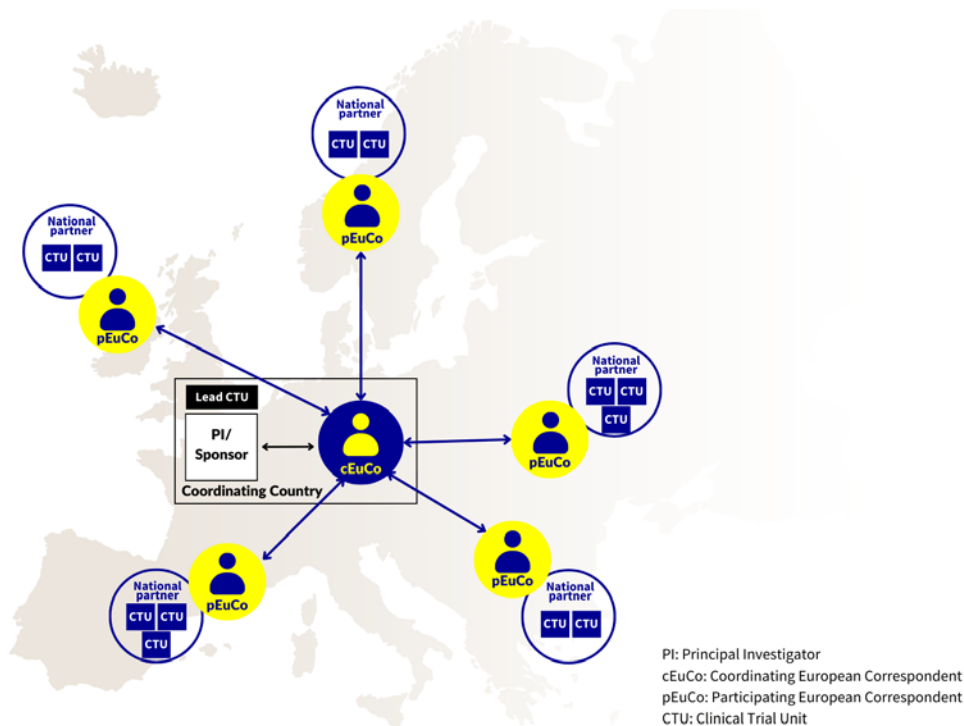 National
partner
CTU CTU
pEuCo
National
partner
CTU CTU
pEuCo
National
partner
CTU CTU
CTU
pEuCo
Lead CTU
PI/
Sponsor
cEuCo
Coordinating Country
pEuCo
National
partner
CTU CTU
CTU
pEuCo
National
partner
CTU CTU
PI: Principal Investigator
cEuCo: Coordinating European Correspondent
pEuCo: Participating European Correspondent
CTU: Clinical Trial Unit